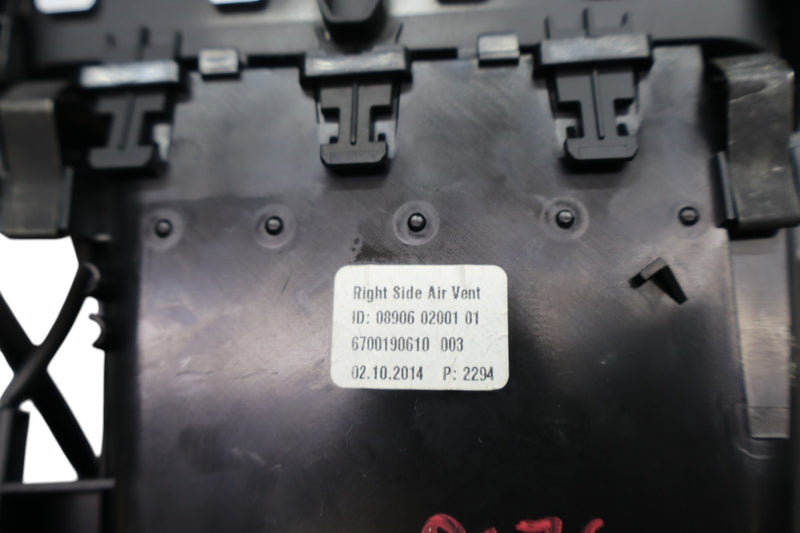 Right Side Air Vent
ID: 08906 02001 01
6700190610 003
02.10.2014 P: 2294